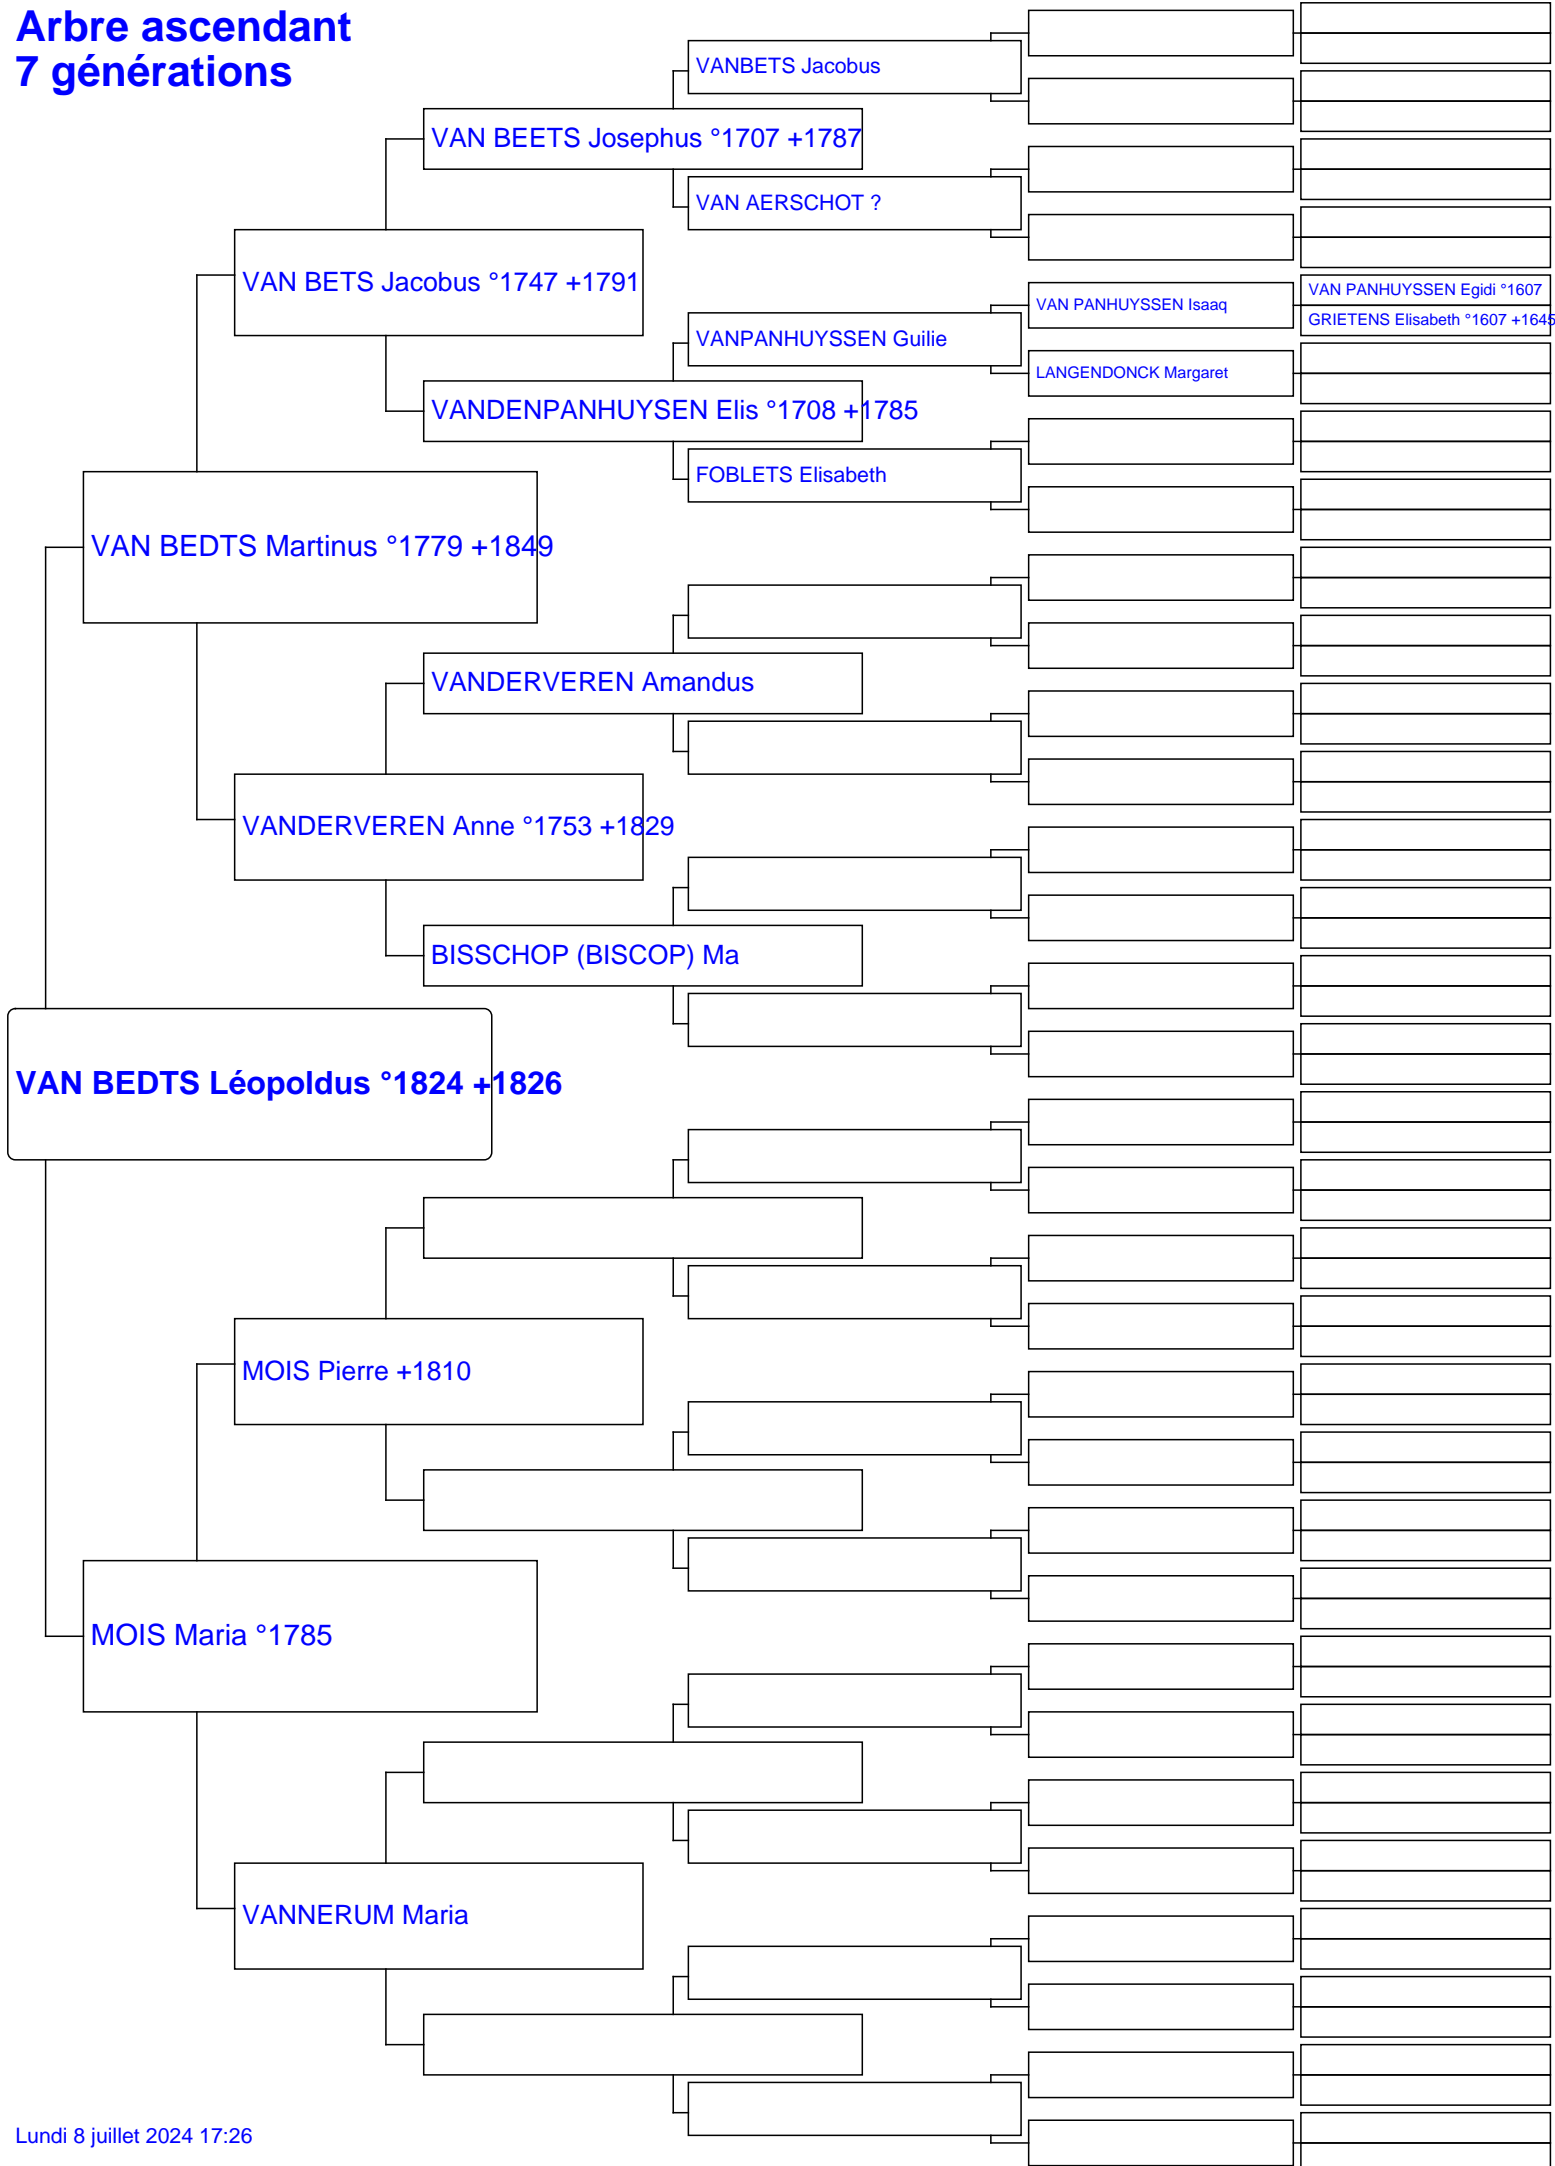 Arbre ascendant
7 générations
VANBETS Jacobus
VAN BEETS Josephus °1707 +1787
VAN AERSCHOT ?
VAN BETS Jacobus °1747 +1791
VAN PANHUYSSEN Egidi °1607
VAN PANHUYSSEN Isaaq
GRIETENS Elisabeth °1607 +1645
VANPANHUYSSEN Guilie
LANGENDONCK Margaret
VANDENPANHUYSEN Elis °1708 +1785
FOBLETS Elisabeth
VAN BEDTS Martinus °1779 +1849
VANDERVEREN Amandus
VANDERVEREN Anne °1753 +1829
BISSCHOP (BISCOP) Ma
VAN BEDTS Léopoldus °1824 +1826
MOIS Pierre +1810
MOIS Maria °1785
VANNERUM Maria
Lundi 8 juillet 2024 17:26